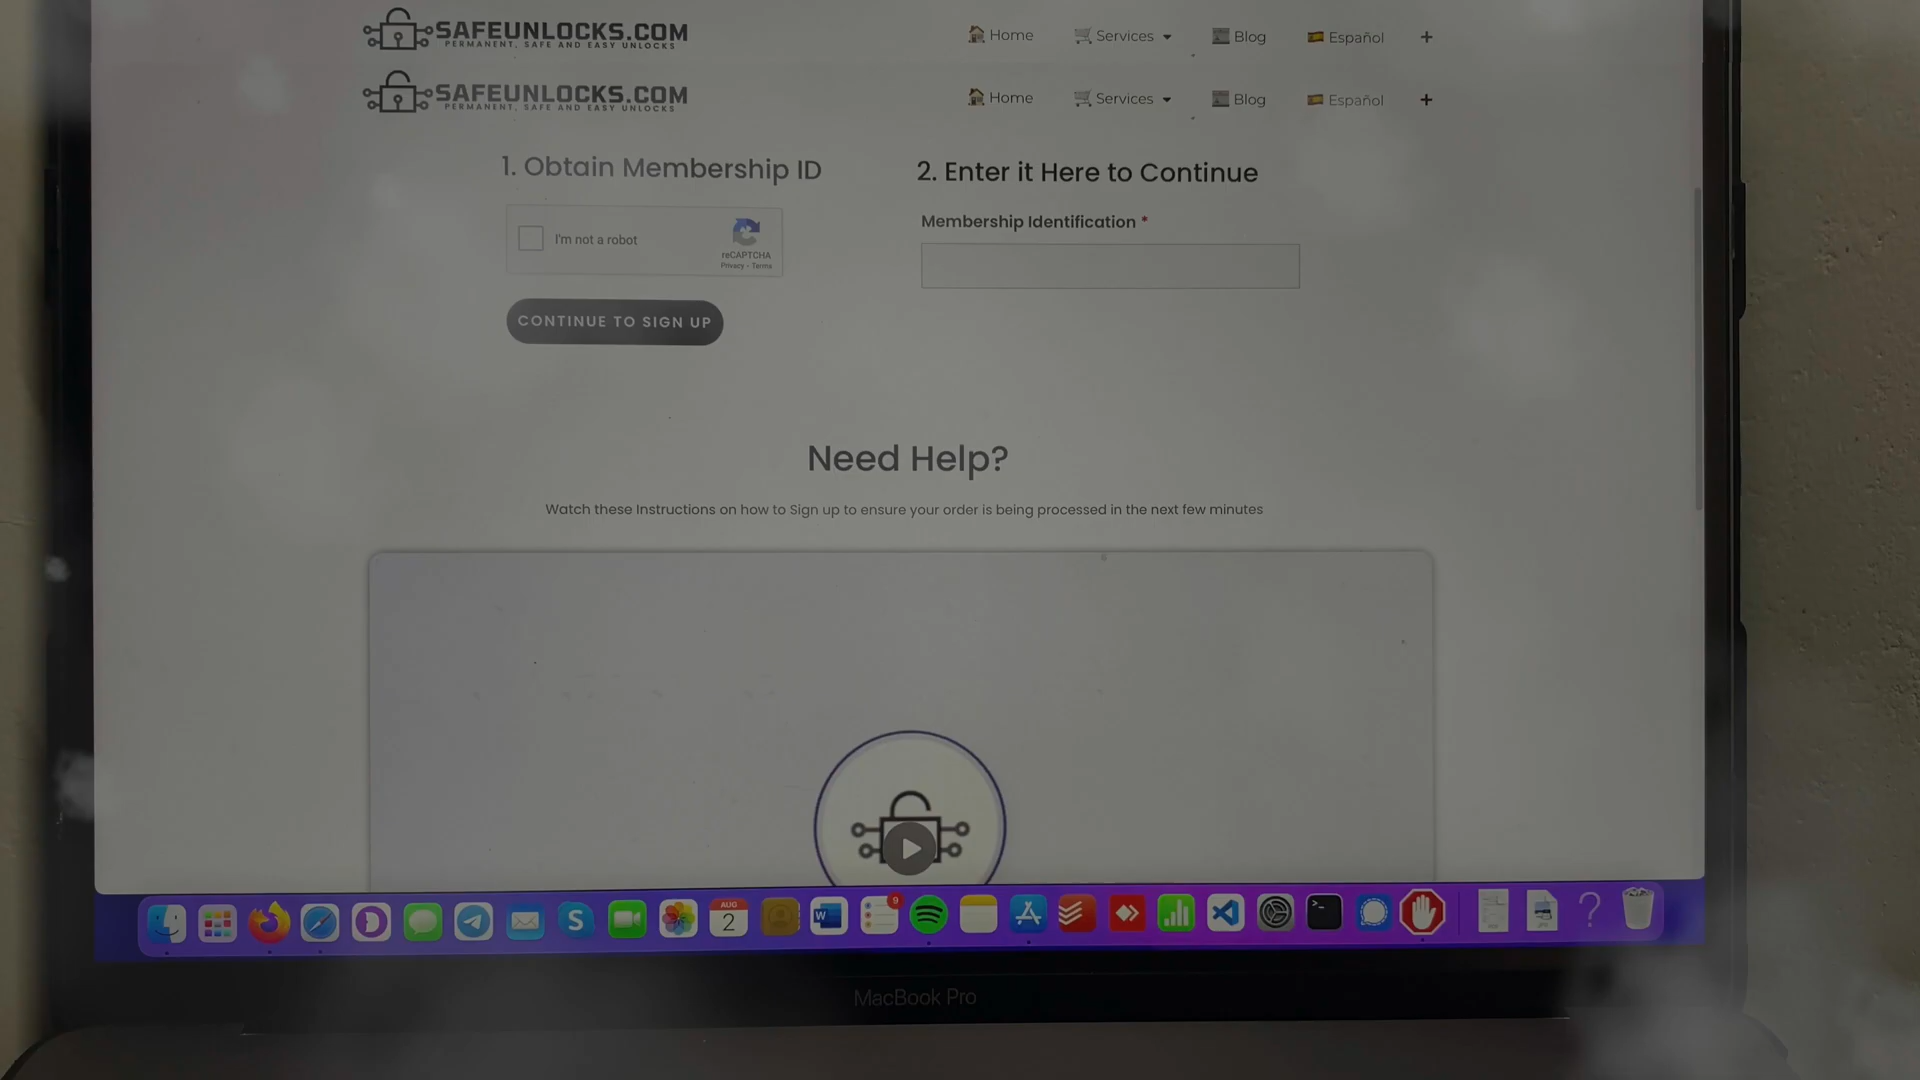 SAFEUNLOCKS.COM
PERMANENT, SAFE AND EASY UNLOCKS
Home Services Blog Español +
SAFEUNLOCKS.COM
PERMANENT, SAFE AND EASY UNLOCKS
Home Services Blog Español +
1. Obtain Membership ID
I'm not a robot
reCAPTCHA
Privacy - Terms
CONTINUE TO SIGN UP
2. Enter it Here to Continue
Membership Identification *
Need Help?
Watch these Instructions on how to Sign up to ensure your order is being processed in the next few minutes
AUG
2
9
MacBook Pro